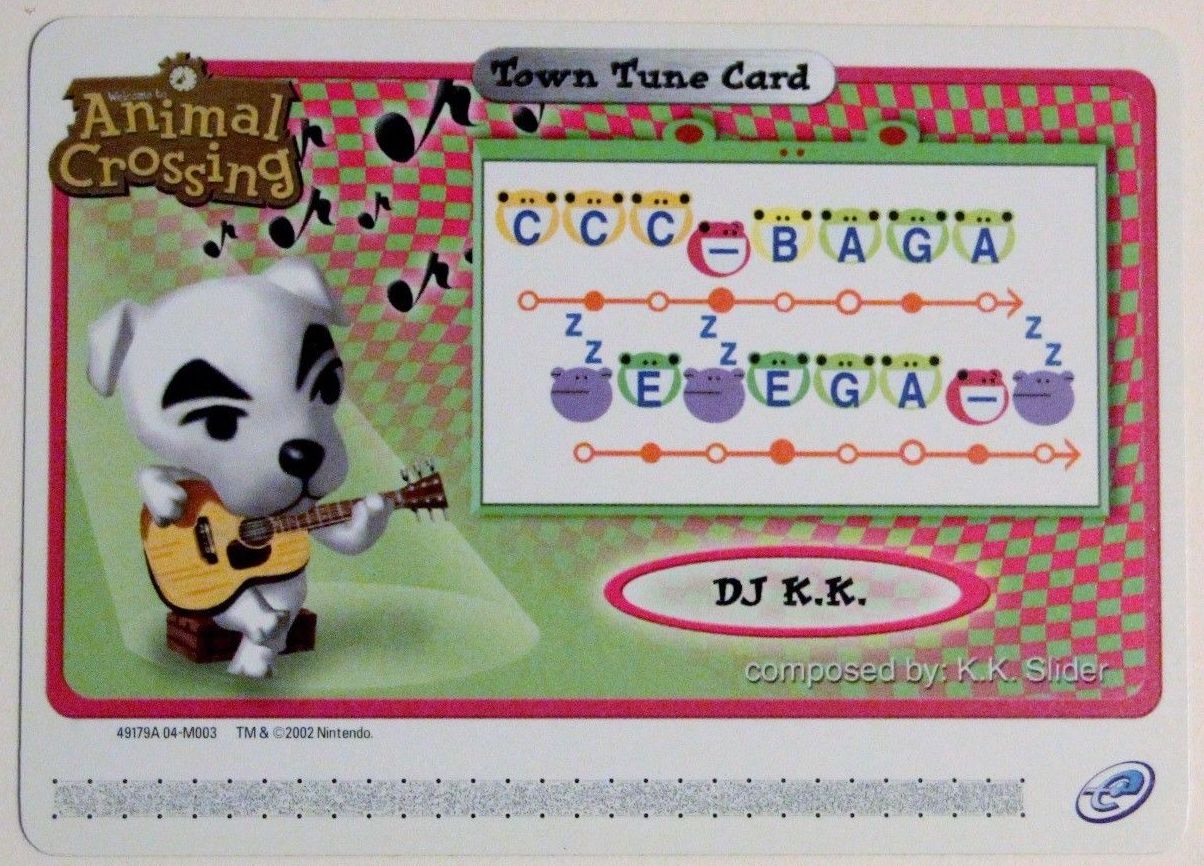 Town Tune Card
Welcome to
Animal
Crossing
C C C – B A G A
z z z
z z z
E E G A –
DJ K.K.
composed by: K.K. Slider
49179A 04-M003 TM & ©2002 Nintendo.
e